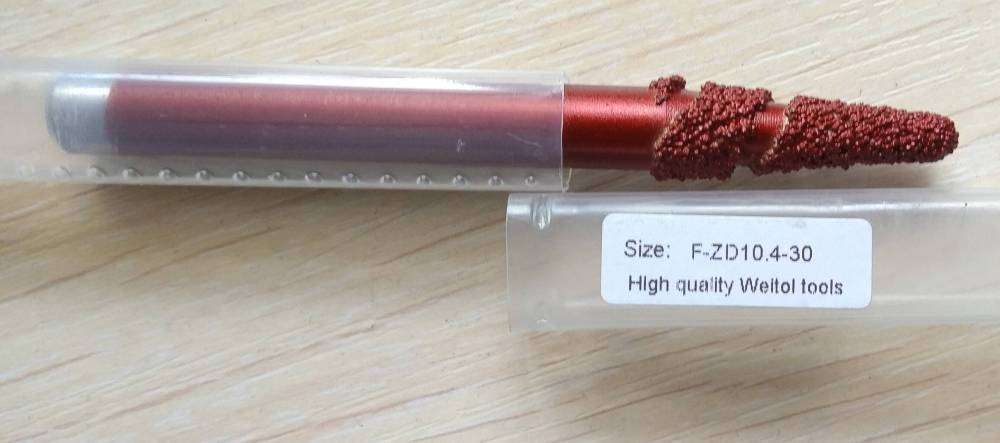 Size: F-ZD10.4-30
High quality Weitol tools